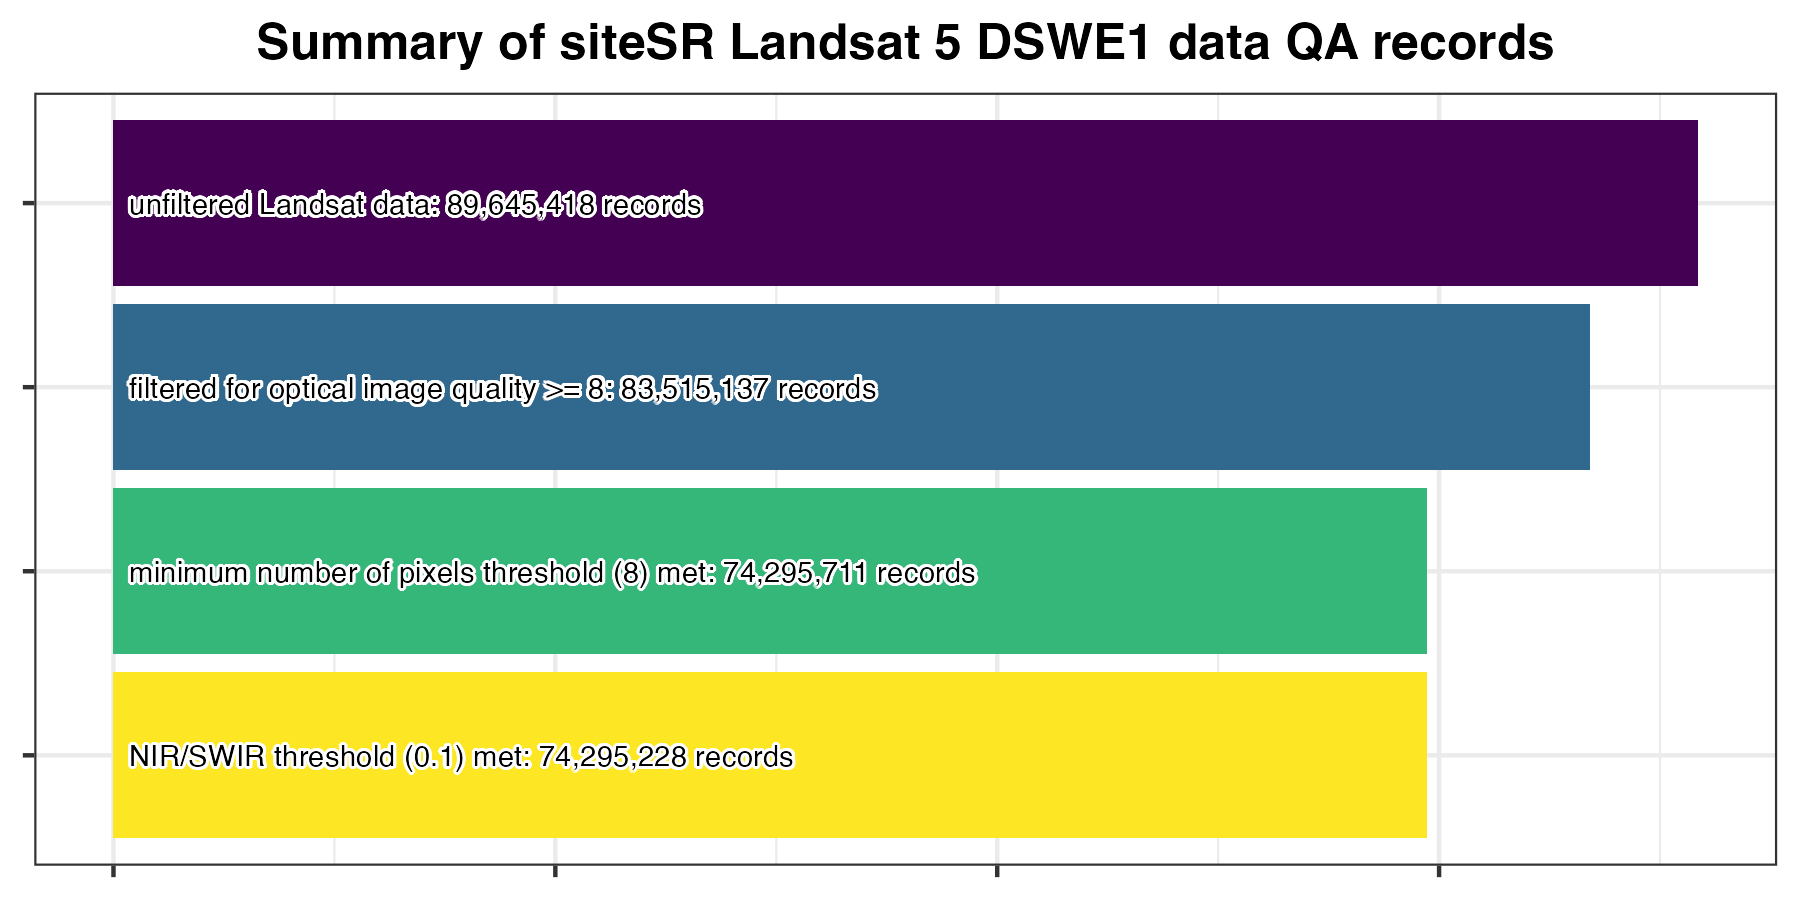 Summary of siteSR Landsat 5 DSWE1 data QA records
unfiltered Landsat data: 89,645,418 records
filtered for optical image quality >= 8: 83,515,137 records
minimum number of pixels threshold (8) met: 74,295,711 records
NIR/SWIR threshold (0.1) met: 74,295,228 records